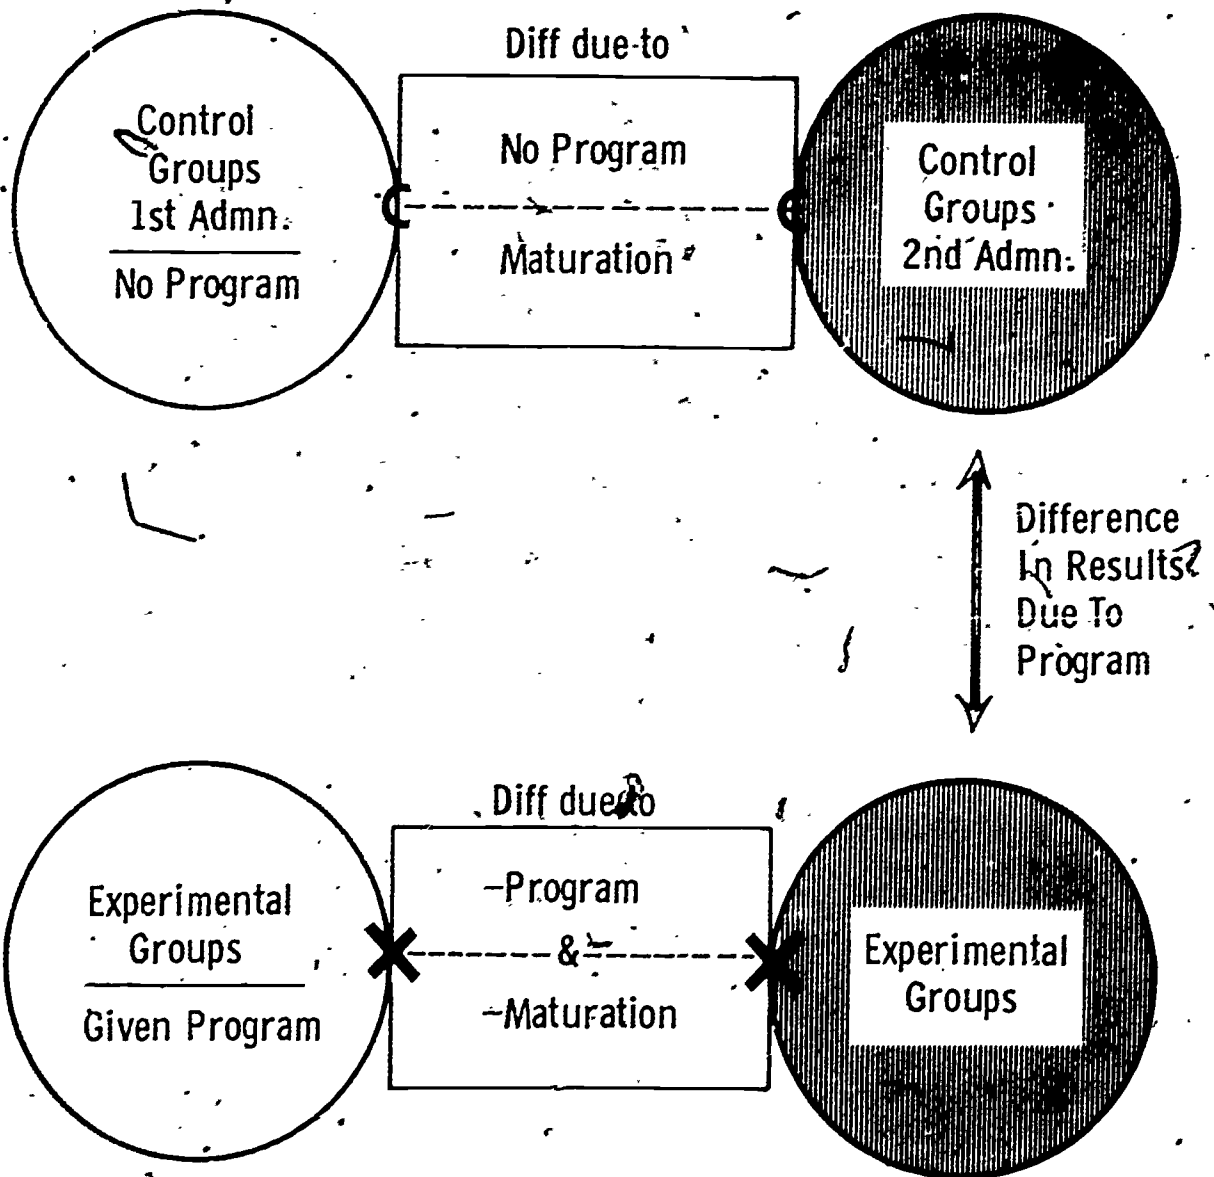 Diff due to
Control
Groups
1st Admn.
No Program
No Program
Maturation
Control
Groups
2nd Admn.
Difference
In Results
Due To
Program
Diff due to
Experimental
Groups
Given Program
-Program
&
-Maturation
Experimental
Groups